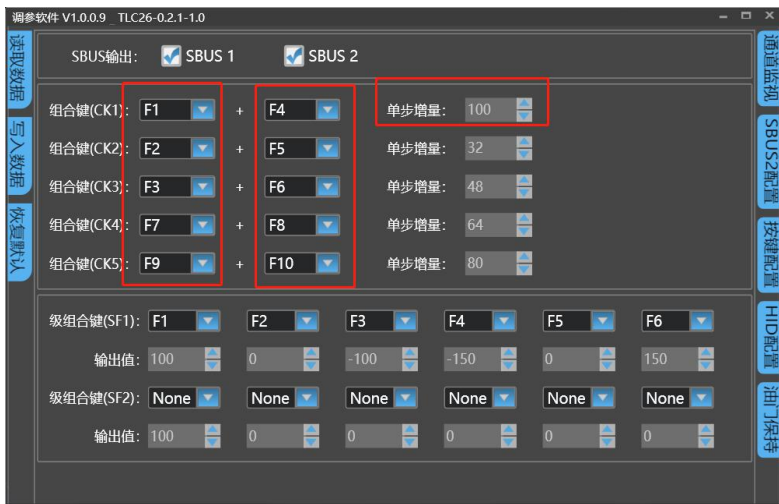 调参软件 V1.0.0.9 _ TLC26-0.2.1-1.0
读取数据
写入数据
恢复默认
SBUS输出: SBUS 1 SBUS 2
组合键(CK1): F1 + F4 单步增量: 100
组合键(CK2): F2 + F5 单步增量: 32
组合键(CK3): F3 + F6 单步增量: 48
组合键(CK4): F7 + F8 单步增量: 64
组合键(CK5): F9 + F10 单步增量: 80
级组合键(SF1): F1 F2 F3 F4 F5 F6
输出值: 100 0 -100 -150 0 150
级组合键(SF2): None None None None None None
输出值: 100 0 0 0 0 0
通道监视
SBUS2配置
按键配置
HID配置
油门保持